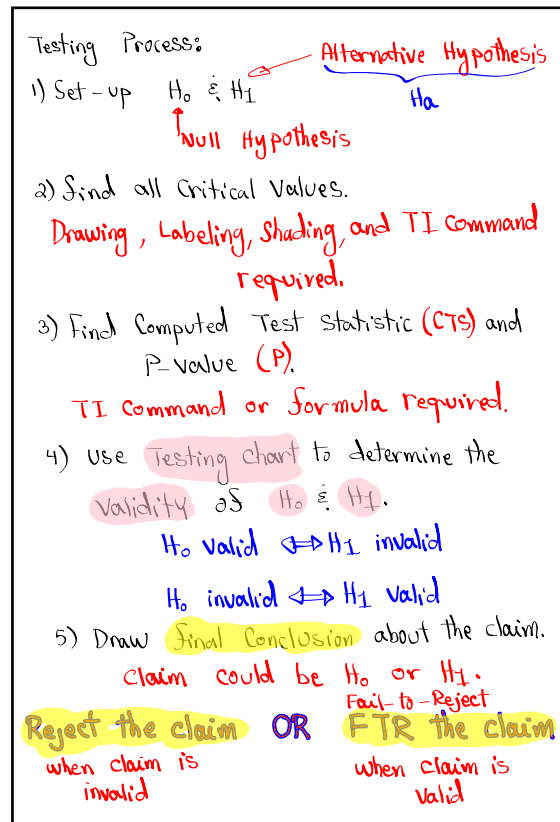 Testing Process:
Alternative Hypothesis
1) Set-up H₀ & H1
Ha
Null Hypothesis
2) find all Critical Values.
Drawing, Labeling, Shading, and TI Command
required.
3) Find Computed Test Statistic (CTS) and
P-Value (P).
TI Command or formula required.
4) Use Testing chart to determine the
Validity of H₀ & H1.
H₀ valid ⇔ H1 invalid
H₀ invalid ⇔ H1 valid
5) Draw final Conclusion about the claim.
Claim could be H₀ or H1.
Fail-to-Reject
Reject the claim OR FTR the claim
when claim is
invalid
when claim is
valid